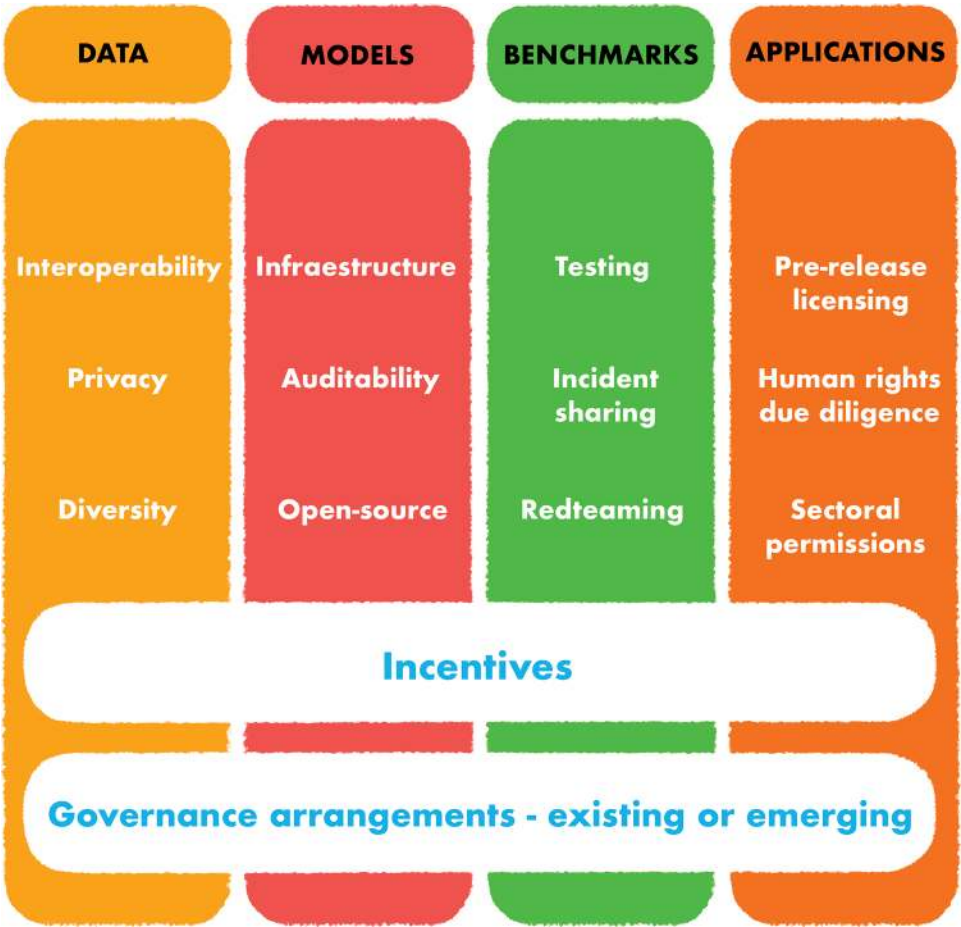 DATA
Interoperability
Privacy
Diversity
MODELS
Infraestructure
Auditability
Open-source
BENCHMARKS
Testing
Incident
sharing
Redteaming
APPLICATIONS
Pre-release
licensing
Human rights
due diligence
Sectoral
permissions
Incentives
Governance arrangements - existing or emerging